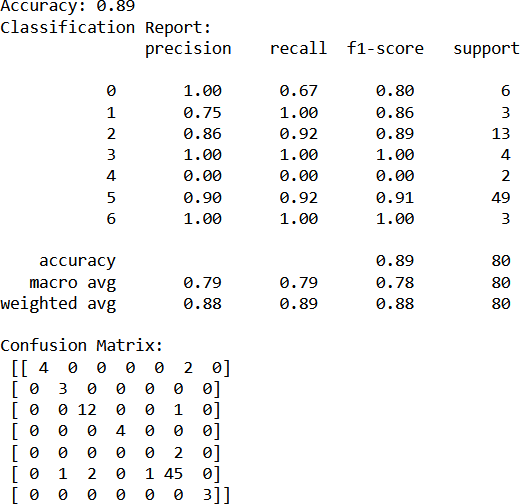 Accuracy: 0.89
Classification Report:
precision recall f1-score support
0 1.00 0.67 0.80 6
1 0.75 1.00 0.86 3
2 0.86 0.92 0.89 13
3 1.00 1.00 1.00 4
4 0.00 0.00 0.00 2
5 0.90 0.92 0.91 49
6 1.00 1.00 1.00 3
accuracy 0.89 80
macro avg 0.79 0.79 0.78 80
weighted avg 0.88 0.89 0.88 80
Confusion Matrix:
[[ 4 0 0 0 0 2 0]
[ 0 3 0 0 0 0 0]
[ 0 0 12 0 0 1 0]
[ 0 0 0 4 0 0 0]
[ 0 0 0 0 0 2 0]
[ 0 1 2 0 1 45 0]
[ 0 0 0 0 0 0 3]]